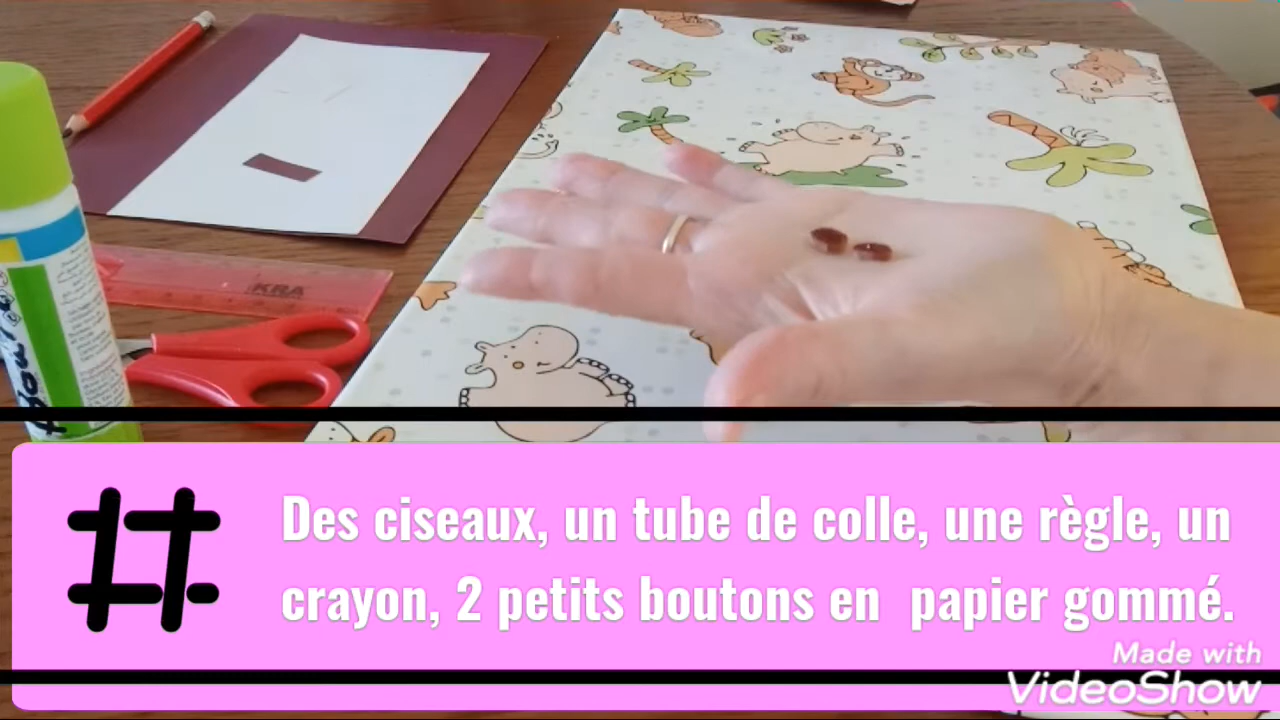 KRA
Des ciseaux, un tube de colle, une règle, un
crayon, 2 petits boutons en papier gommé.
Made with
VideoShow